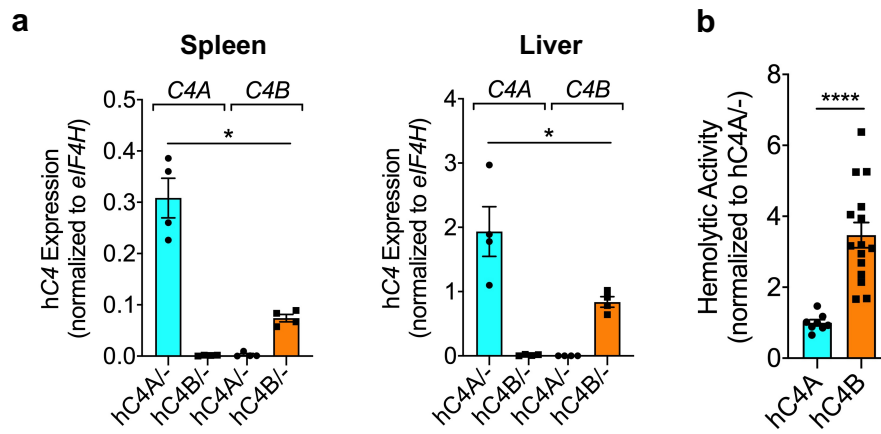 a
Spleen
C4A C4B
*
hC4 Expression
(normalized to eIF4H)
0.5
0.4
0.3
0.2
0.1
0.0
hC4A/-
hC4B/-
hC4A/-
hC4B/-
Liver
C4A C4B
*
hC4 Expression
(normalized to eIF4H)
4
3
2
1
0
hC4A/-
hC4B/-
hC4A/-
hC4B/-
b
****
Hemolytic Activity
(normalized to hC4A/-)
8
6
4
2
0
hC4A
hC4B